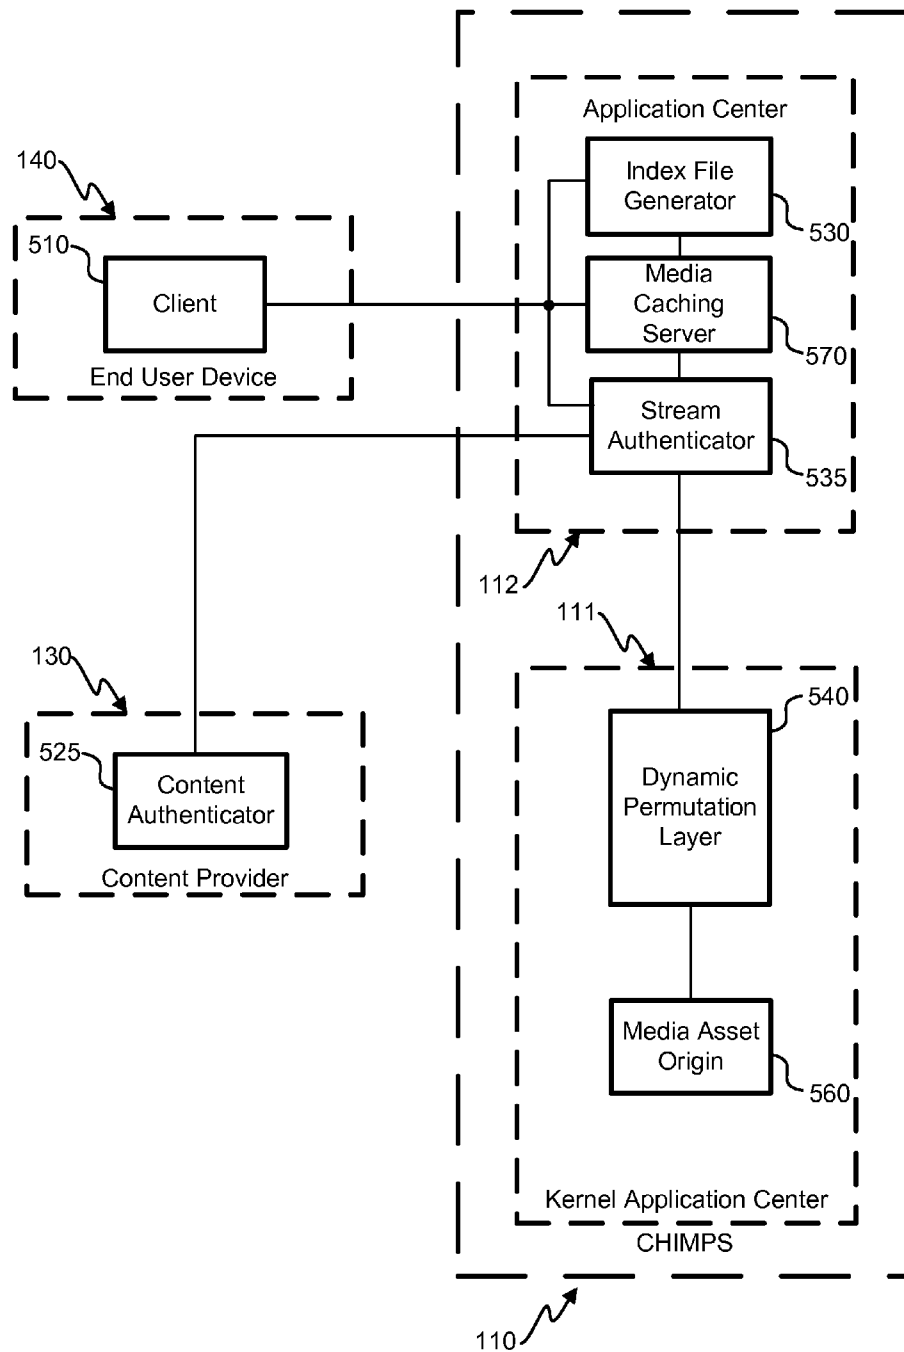 Application Center
140
Index File
Generator
530
510
Client
Media
Caching
Server
570
End User Device
Stream
Authenticator
535
112
111
130
540
525
Content
Authenticator
Dynamic
Permutation
Layer
Content Provider
Media Asset
Origin
560
Kernel Application Center
CHIMPS
110